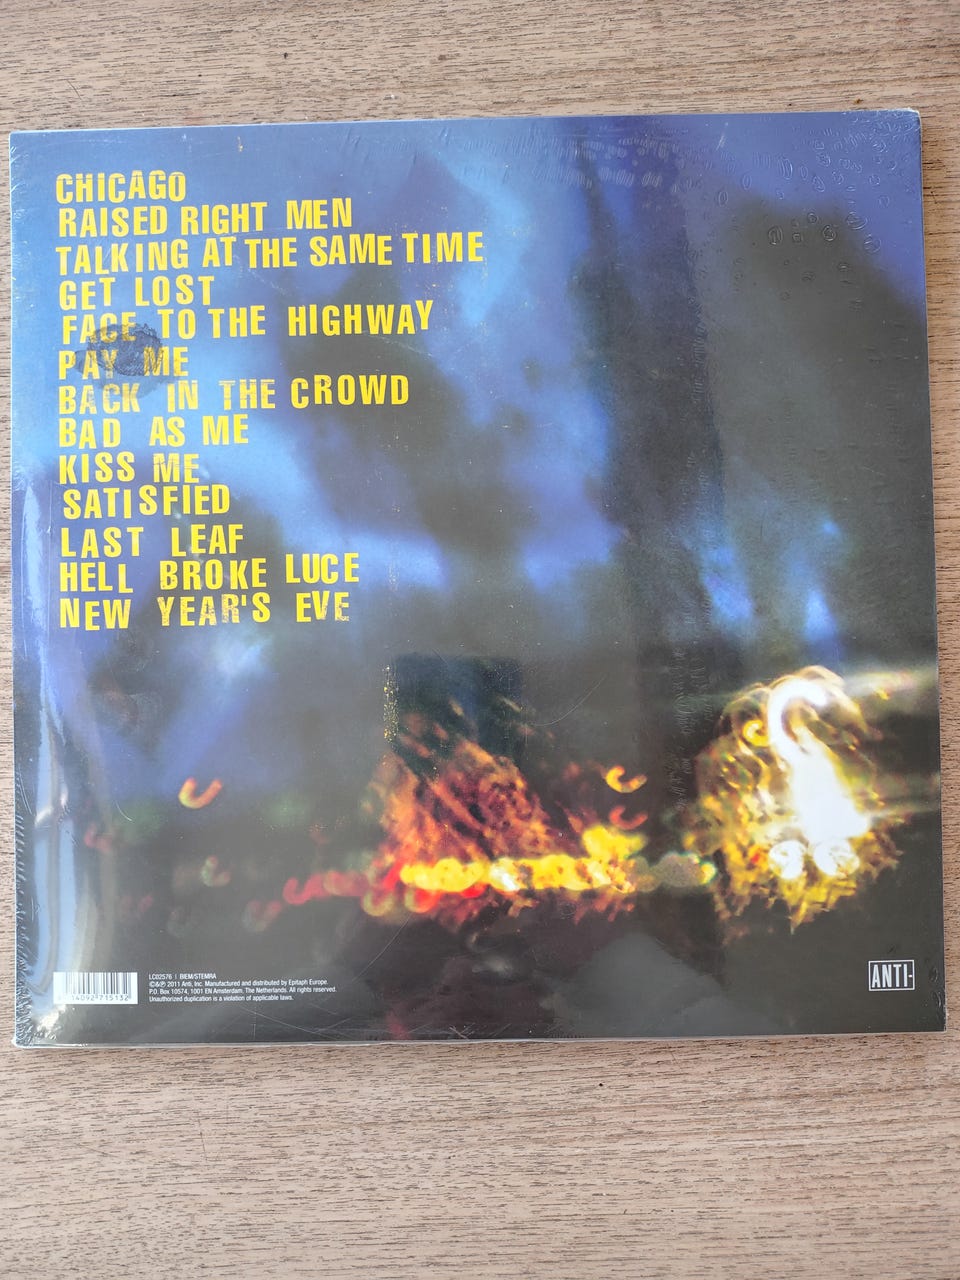 CHICAGO
RAISED RIGHT MEN
TALKING AT THE SAME TIME
GET LOST
FACE TO THE HIGHWAY
PAY ME
BACK IN THE CROWD
BAD AS ME
KISS ME
SATISFIED
LAST LEAF
HELL BROKE LUCE
NEW YEAR'S EVE
LC02576 | BIEM/STEMRA
©&℗ 2011 Anti, Inc. Manufactured and distributed by Epitaph Europe.
P.O. Box 10574, 1001 EN Amsterdam, The Netherlands. All rights reserved.
Unauthorized duplication is a violation of applicable laws.
ANTI-